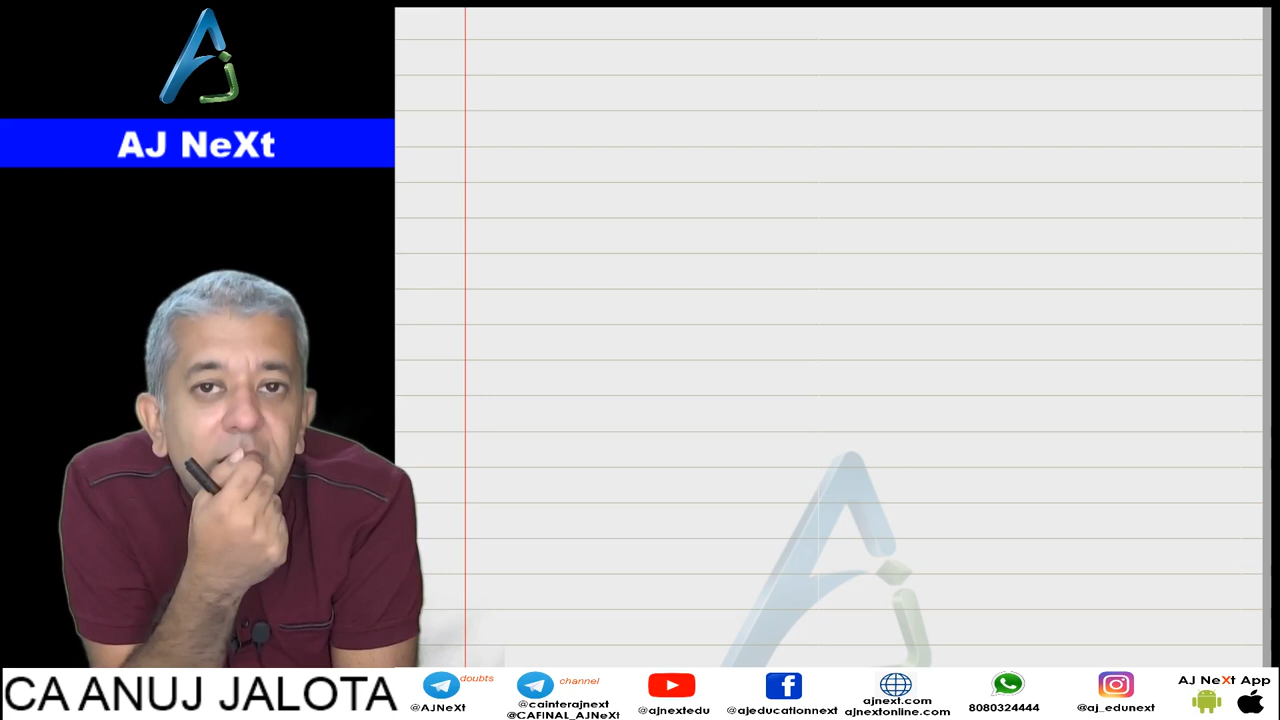 AJ NeXt
CA ANUJ JALOTA
doubts
@AJNeXt
channel
@cainterajnext
@CAFINAL_AJNeXt
@ajnextedu
@ajeducationnext
ajnext.com
ajnextonline.com
8080324444
@aj_edunext
AJ NeXt App